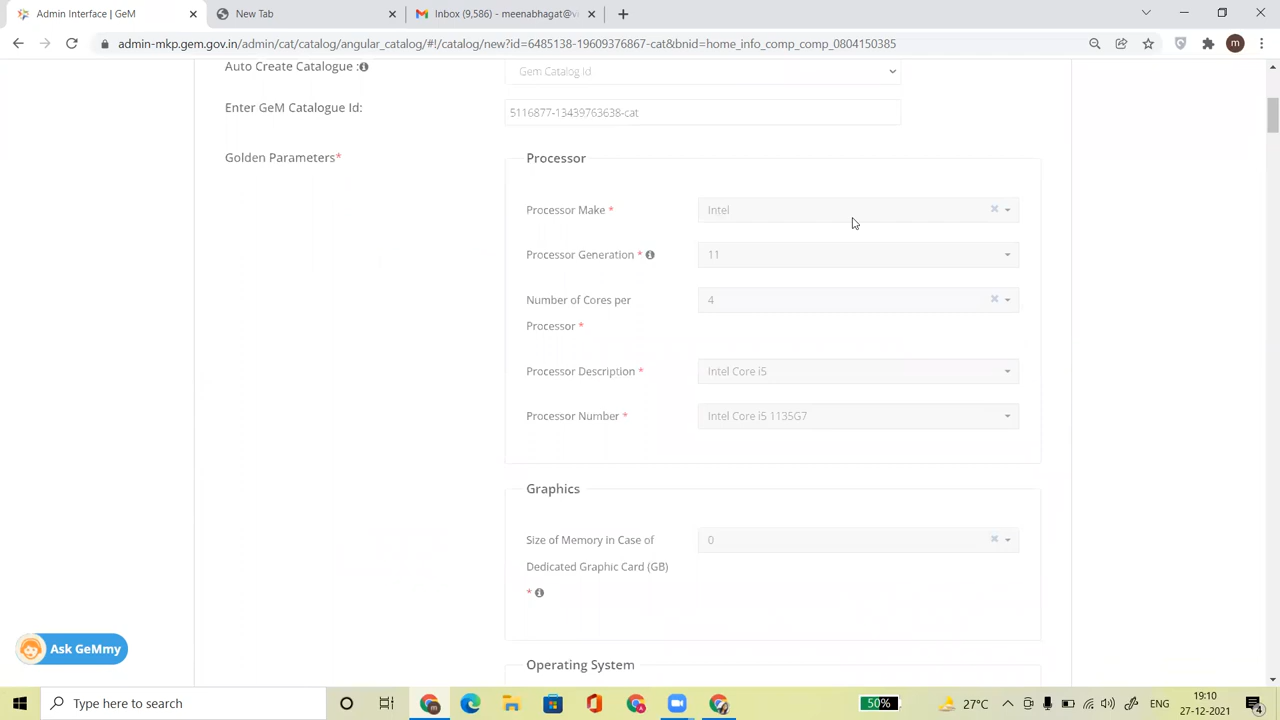 Admin Interface | GeM
New Tab
Inbox (9,586) - meenabhagat@v
admin-mkp.gem.gov.in/admin/cat/catalog/angular_catalog/#!/catalog/new?id=6485138-19609376867-cat&bnid=home_info_comp_comp_0804150385
m
Auto Create Catalogue :
Gem Catalog Id
Enter GeM Catalogue Id:
5116877-13439763638-cat
Golden Parameters*
Processor
Processor Make *
Intel
Processor Generation *
11
Number of Cores per
Processor *
4
Processor Description *
Intel Core i5
Processor Number *
Intel Core i5 1135G7
Graphics
Size of Memory in Case of
Dedicated Graphic Card (GB)
*
0
Operating System
Ask GeMmy
Type here to search
50%
27°C
ENG
19:10
27-12-2021
4